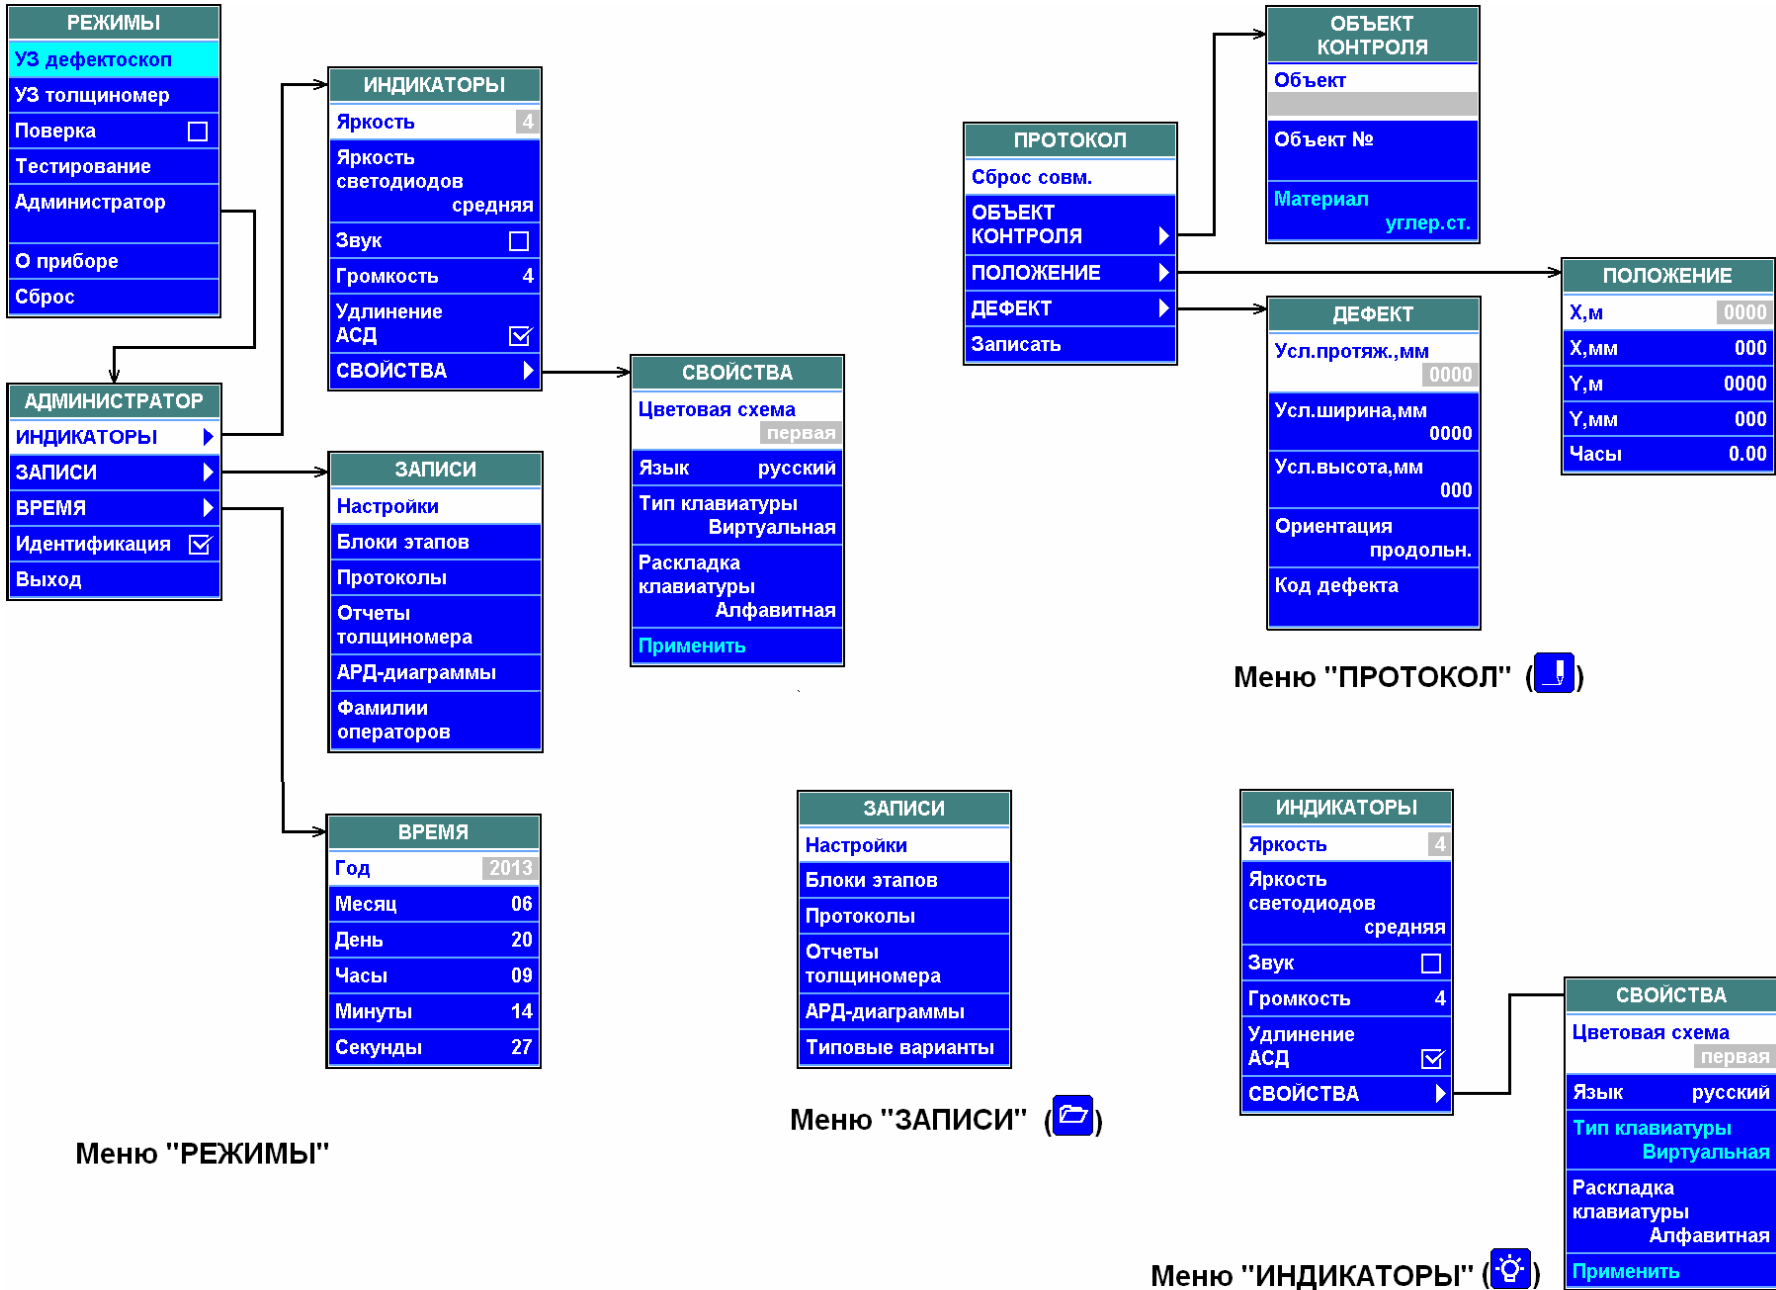 РЕЖИМЫ
УЗ дефектоскоп
УЗ толщиномер
Поверка
Тестирование
Администратор
О приборе
Сброс
АДМИНИСТРАТОР
ИНДИКАТОРЫ
ЗАПИСИ
ВРЕМЯ
Идентификация
Выход
ИНДИКАТОРЫ
Яркость 4
Яркость
светодиодов
средняя
Звук
Громкость 4
Удлинение
АСД
СВОЙСТВА
ЗАПИСИ
Настройки
Блоки этапов
Протоколы
Отчеты
толщиномера
АРД-диаграммы
Фамилии
операторов
ВРЕМЯ
Год 2013
Месяц 06
День 20
Часы 09
Минуты 14
Секунды 27
СВОЙСТВА
Цветовая схема
первая
Язык русский
Тип клавиатуры
Виртуальная
Раскладка
клавиатуры
Алфавитная
Применить
Меню "РЕЖИМЫ"
ПРОТОКОЛ
Сброс совм.
ОБЪЕКТ
КОНТРОЛЯ
ПОЛОЖЕНИЕ
ДЕФЕКТ
Записать
ОБЪЕКТ
КОНТРОЛЯ
Объект
Объект №
Материал
углер.ст.
ДЕФЕКТ
Усл.протяж.,мм
0000
Усл.ширина,мм
0000
Усл.высота,мм
000
Ориентация
продольн.
Код дефекта
ПОЛОЖЕНИЕ
X,м 0000
X,мм 000
Y,м 0000
Y,мм 000
Часы 0.00
Меню "ПРОТОКОЛ" ( )
ЗАПИСИ
Настройки
Блоки этапов
Протоколы
Отчеты
толщиномера
АРД-диаграммы
Типовые варианты
Меню "ЗАПИСИ" ( )
ИНДИКАТОРЫ
Яркость 4
Яркость
светодиодов
средняя
Звук
Громкость 4
Удлинение
АСД
СВОЙСТВА
СВОЙСТВА
Цветовая схема
первая
Язык русский
Тип клавиатуры
Виртуальная
Раскладка
клавиатуры
Алфавитная
Применить
Меню "ИНДИКАТОРЫ" ( )